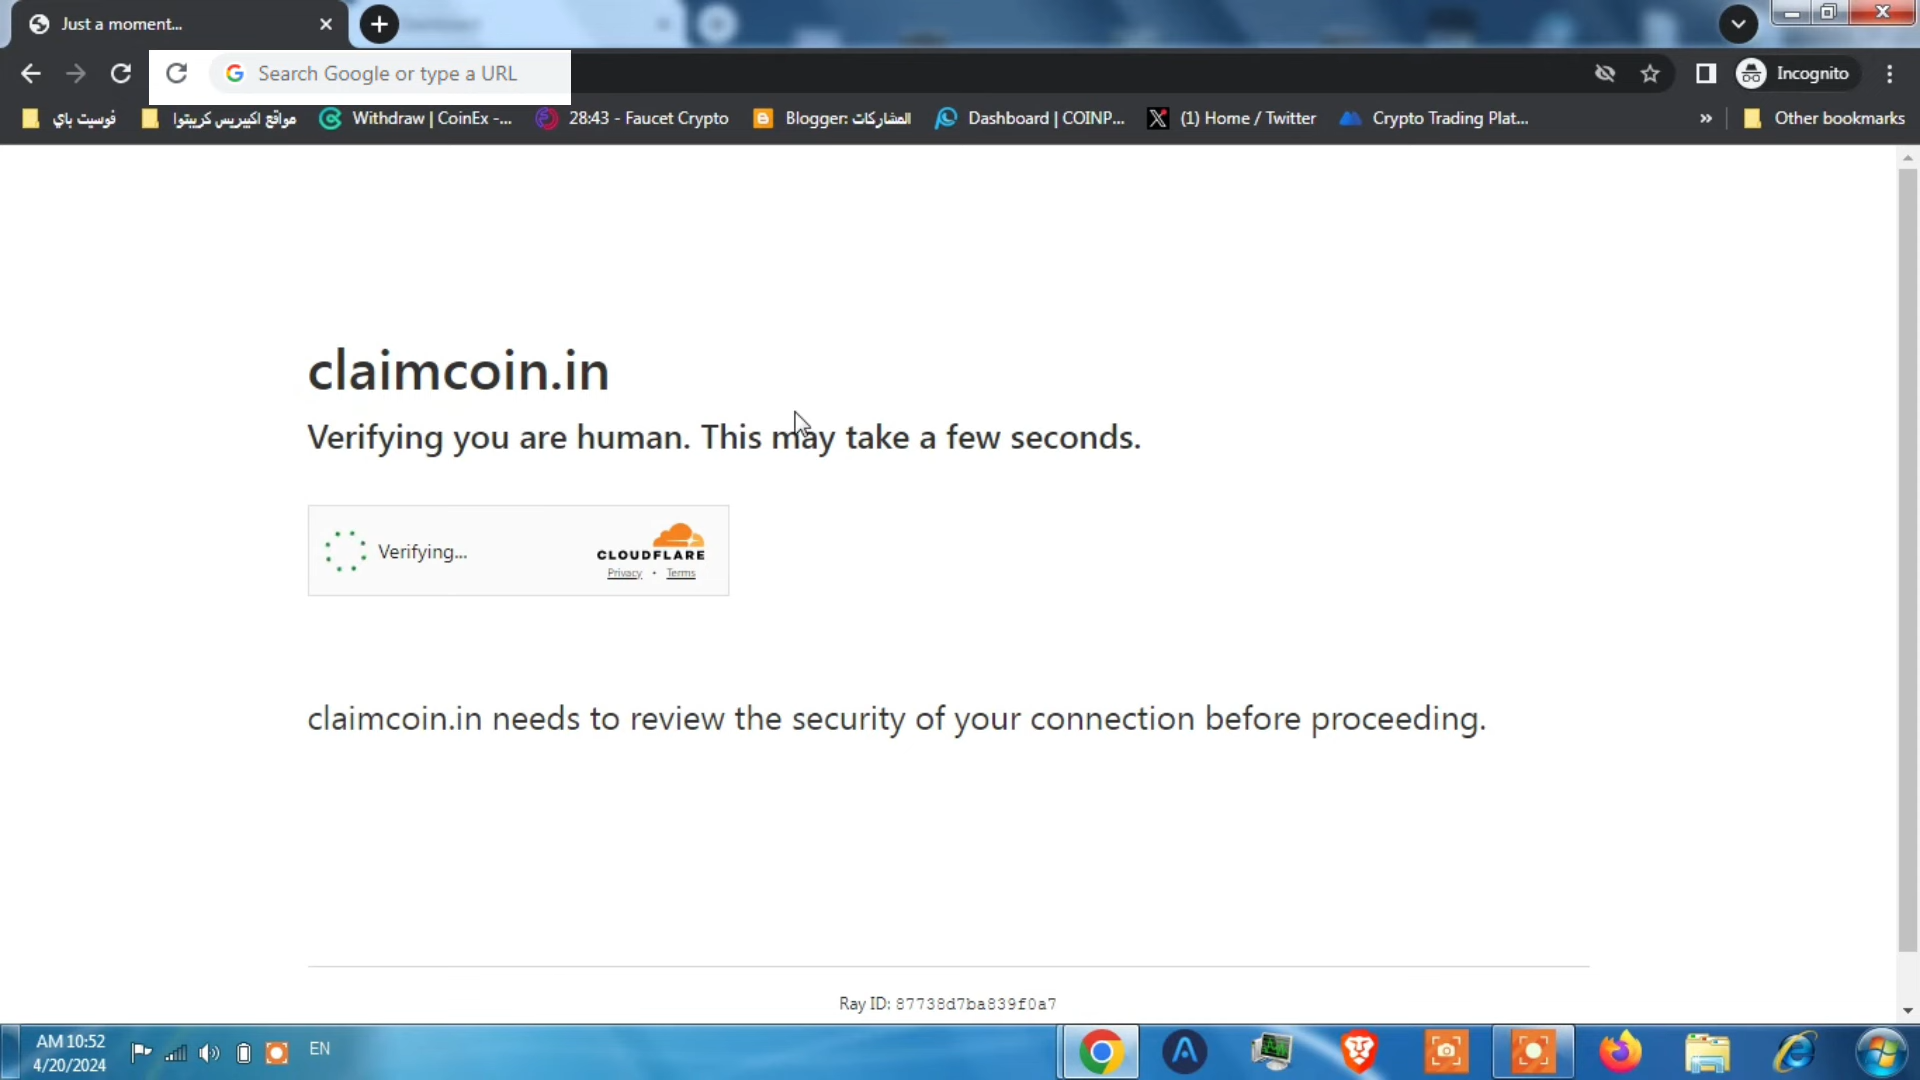 Just a moment...
Search Google or type a URL
Incognito
فوسيت باي
مواقع اكسبريس كريبتوا
Withdraw | CoinEx -...
28:43 - Faucet Crypto
Blogger: المشاركات
Dashboard | COINP...
(1) Home / Twitter
Crypto Trading Plat...
»
Other bookmarks
claimcoin.in
Verifying you are human. This may take a few seconds.
Verifying...
CLOUDFLARE
Privacy • Terms
claimcoin.in needs to review the security of your connection before proceeding.
Ray ID: 87738d7ba839f0a7
AM 10:52
4/20/2024
EN